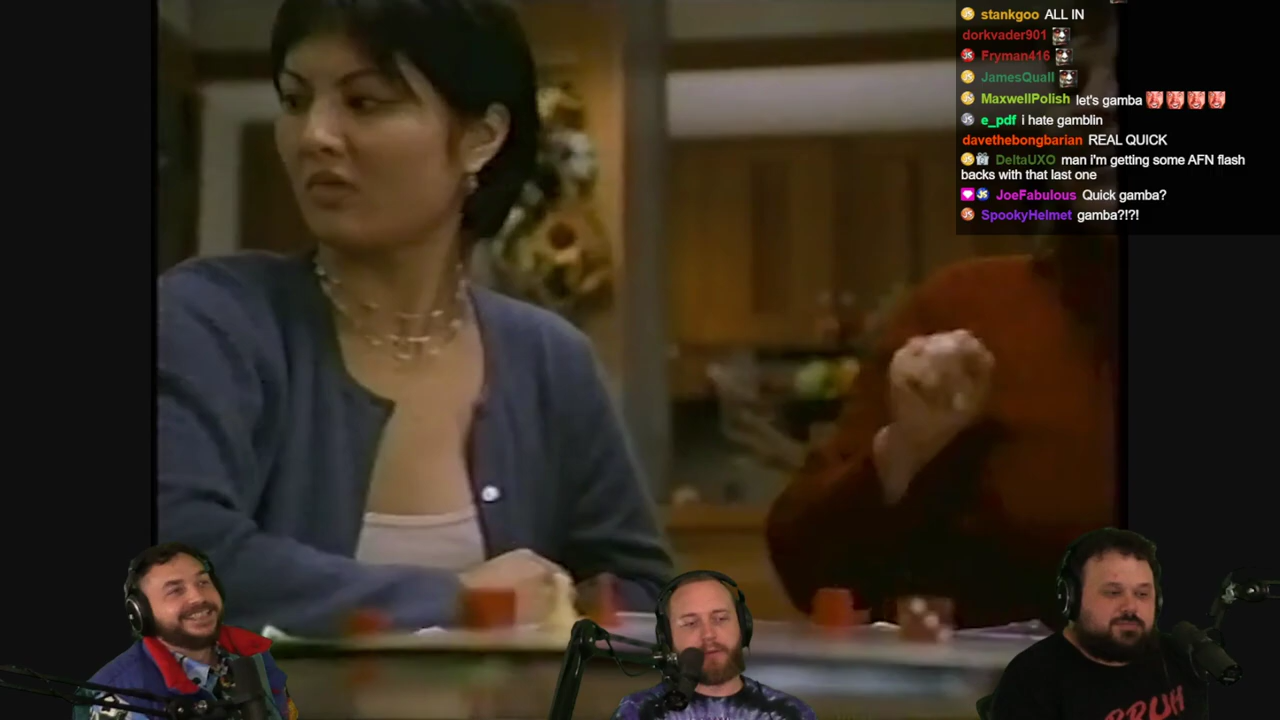 stankgoo ALL IN
dorkvader901
Fryman416
JamesQuall
MaxwellPolish let's gamba
e_pdf i hate gamblin
davethebongbarian REAL QUICK
DeltaUXO man i'm getting some AFN flash
backs with that last one
JoeFabulous Quick gamba?
SpookyHelmet gamba?!?!
BRUH